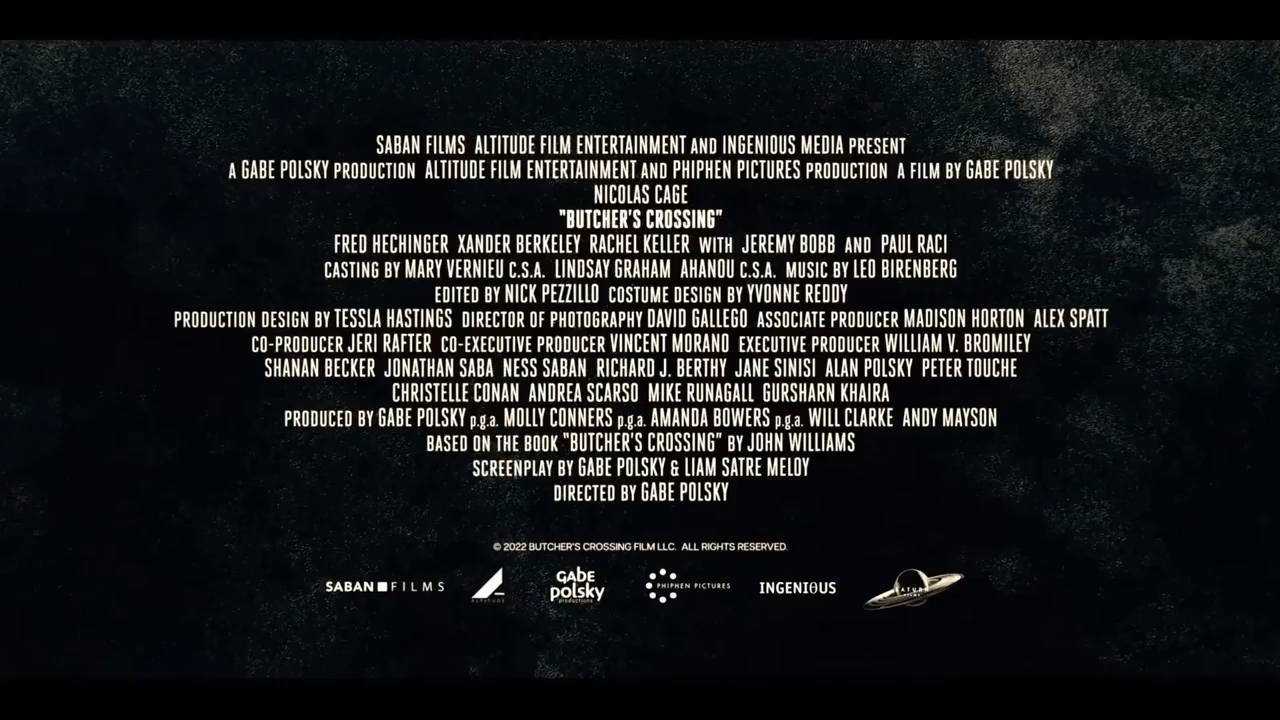 SABAN FILMS ALTITUDE FILM ENTERTAINMENT AND INGENIOUS MEDIA PRESENT
A GABE POLSKY PRODUCTION ALTITUDE FILM ENTERTAINMENT AND PHIPHEN PICTURES PRODUCTION A FILM BY GABE POLSKY
NICOLAS CAGE
"BUTCHER'S CROSSING"
FRED HECHINGER XANDER BERKELEY RACHEL KELLER WITH JEREMY BOBB AND PAUL RACI
CASTING BY MARY VERNIEU C.S.A. LINDSAY GRAHAM AHANOU C.S.A. MUSIC BY LEO BIRENBERG
EDITED BY NICK PEZZILLO COSTUME DESIGN BY YVONNE REDDY
PRODUCTION DESIGN BY TESSLA HASTINGS DIRECTOR OF PHOTOGRAPHY DAVID GALLEGO ASSOCIATE PRODUCER MADISON HORTON ALEX SPATT
CO-PRODUCER JERI RAFTER CO-EXECUTIVE PRODUCER VINCENT MORANO EXECUTIVE PRODUCER WILLIAM V. BROMILEY
SHANAN BECKER JONATHAN SABA NESS SABAN RICHARD J. BERTHY JANE SINISI ALAN POLSKY PETER TOUCHE
CHRISTELLE CONAN ANDREA SCARSO MIKE RUNAGALL GURSHARN KHAIRA
PRODUCED BY GABE POLSKY p.g.a. MOLLY CONNERS p.g.a. AMANDA BOWERS p.g.a. WILL CLARKE ANDY MAYSON
BASED ON THE BOOK "BUTCHER'S CROSSING" BY JOHN WILLIAMS
SCREENPLAY BY GABE POLSKY & LIAM SATRE MELOY
DIRECTED BY GABE POLSKY
© 2022 BUTCHER'S CROSSING FILM LLC. ALL RIGHTS RESERVED.
SABAN FILMS
ALTITUDE
GABE
polsky
productions
PHIPHEN PICTURES
INGENIOUS
SATURN
FILMS